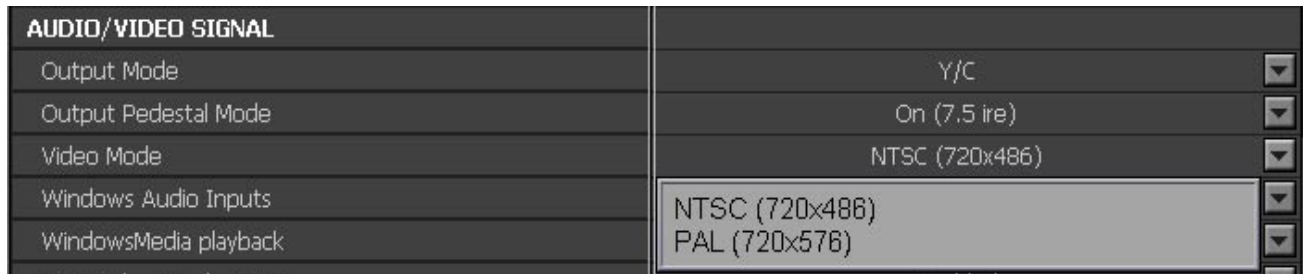 AUDIO/VIDEO SIGNAL
Output Mode Y/C
Output Pedestal Mode On (7.5 ire)
Video Mode NTSC (720x486)
Windows Audio Inputs
NTSC (720x486)
WindowsMedia playback
PAL (720x576)